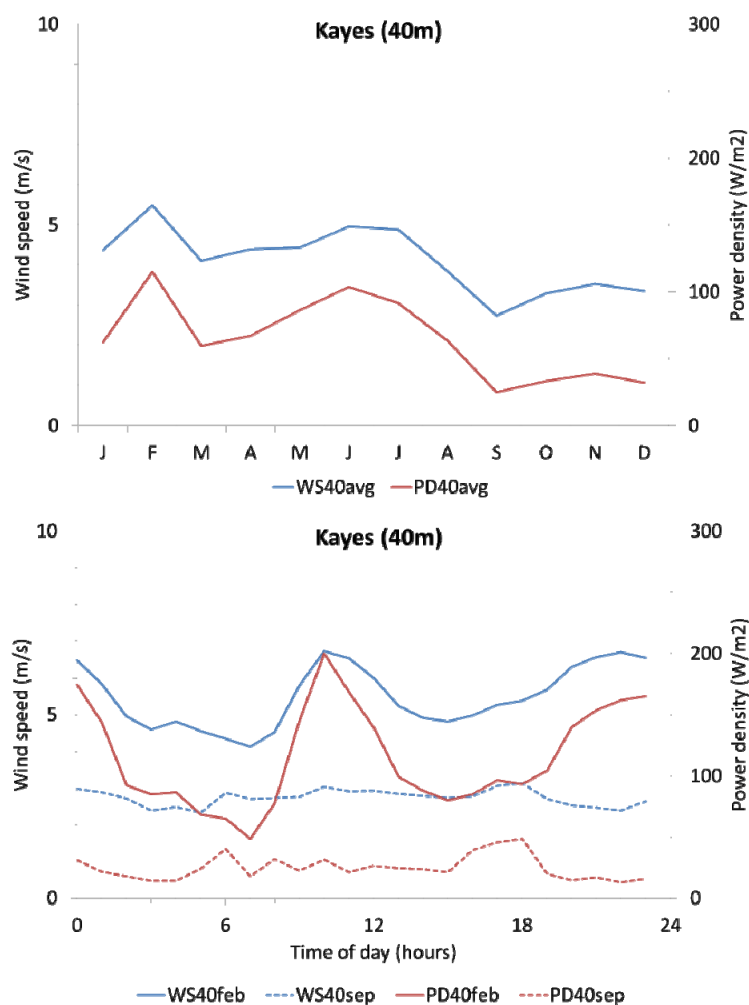 Kayes (40m)
10
5
0
Wind speed (m/s)
300
200
100
0
Power density (W/m2)
J F M A M J J A S O N D
WS40avg PD40avg
Kayes (40m)
10
5
0
Wind speed (m/s)
300
200
100
0
Power density (W/m2)
0 6 12 18 24
Time of day (hours)
WS40feb WS40sep PD40feb PD40sep